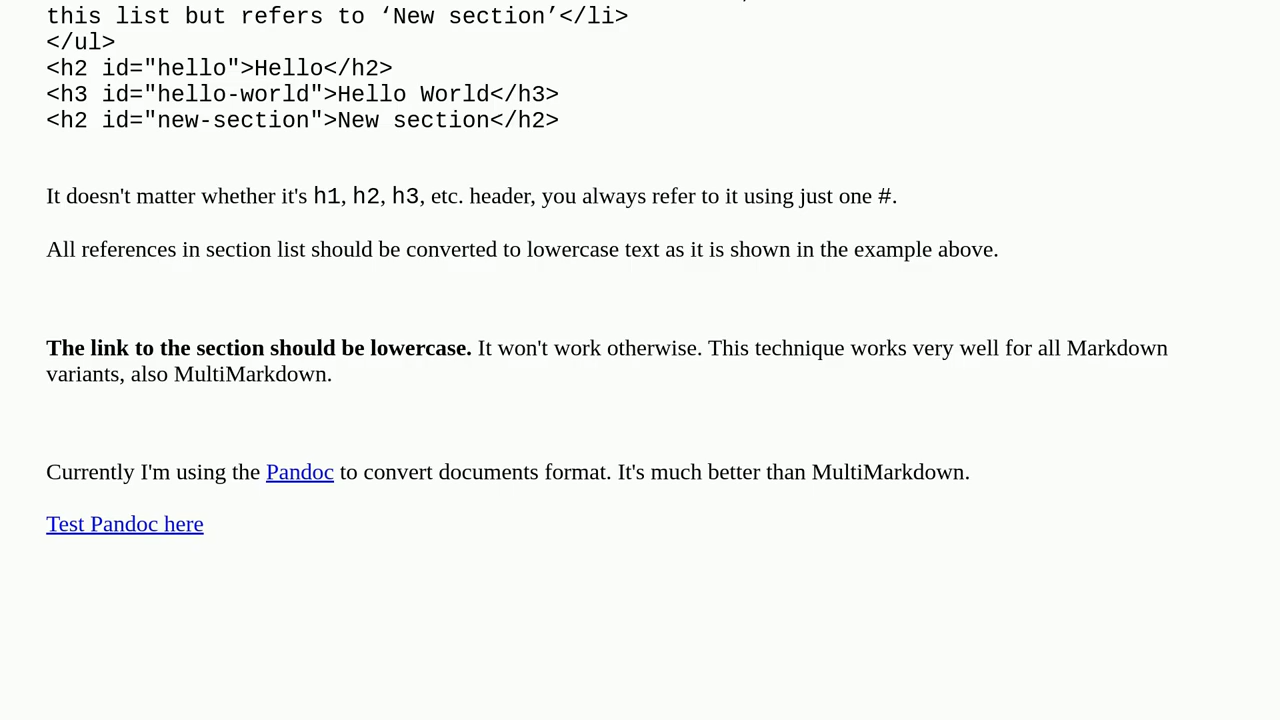 this list but refers to ‘New section’</li>
</ul>
<h2 id="hello">Hello</h2>
<h3 id="hello-world">Hello World</h3>
<h2 id="new-section">New section</h2>
It doesn't matter whether it's h1, h2, h3, etc. header, you always refer to it using just one #.
All references in section list should be converted to lowercase text as it is shown in the example above.
The link to the section should be lowercase. It won't work otherwise. This technique works very well for all Markdown
variants, also MultiMarkdown.
Currently I'm using the Pandoc to convert documents format. It's much better than MultiMarkdown.
Test Pandoc here